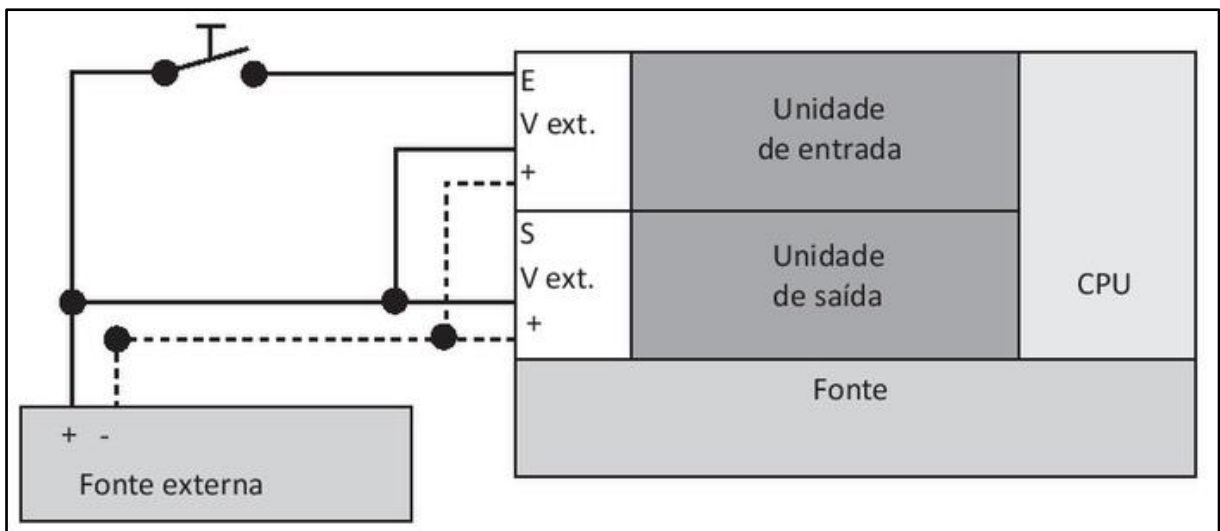 E
V ext.
+
Unidade
de entrada
S
V ext.
+
Unidade
de saída
CPU
Fonte
+ -
Fonte externa